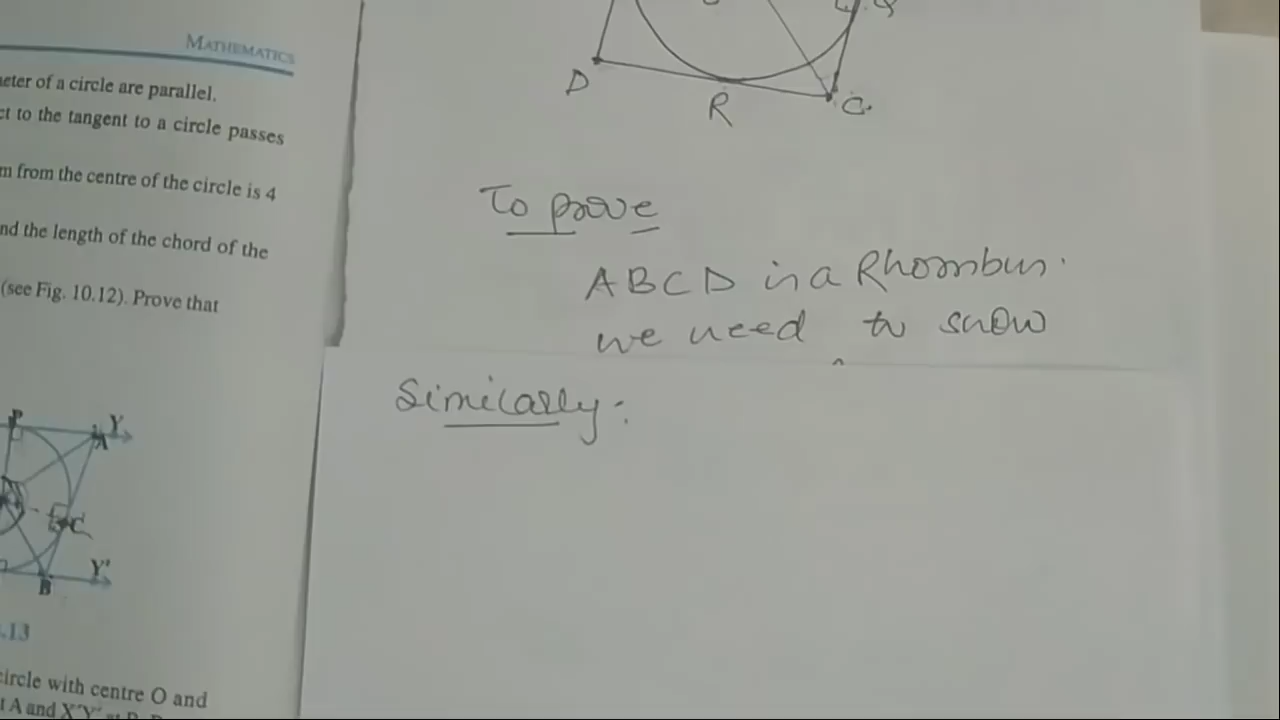 MATHEMATICS
eter of a circle are parallel.
ct to the tangent to a circle passes
m from the centre of the circle is 4
nd the length of the chord of the
(see Fig. 10.12). Prove that
P Y
A
C
Y'
B
.13
circle with centre O and
t A and X'Y'
D
R
C
To prove
ABCD is a Rhombus.
we need to show
Similarly: